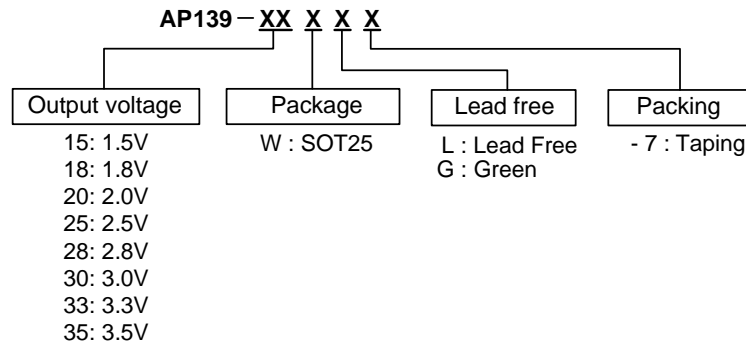 AP139 – XX X X X
Output voltage
15: 1.5V
18: 1.8V
20: 2.0V
25: 2.5V
28: 2.8V
30: 3.0V
33: 3.3V
35: 3.5V
Package
W : SOT25
Lead free
L : Lead Free
G : Green
Packing
- 7 : Taping